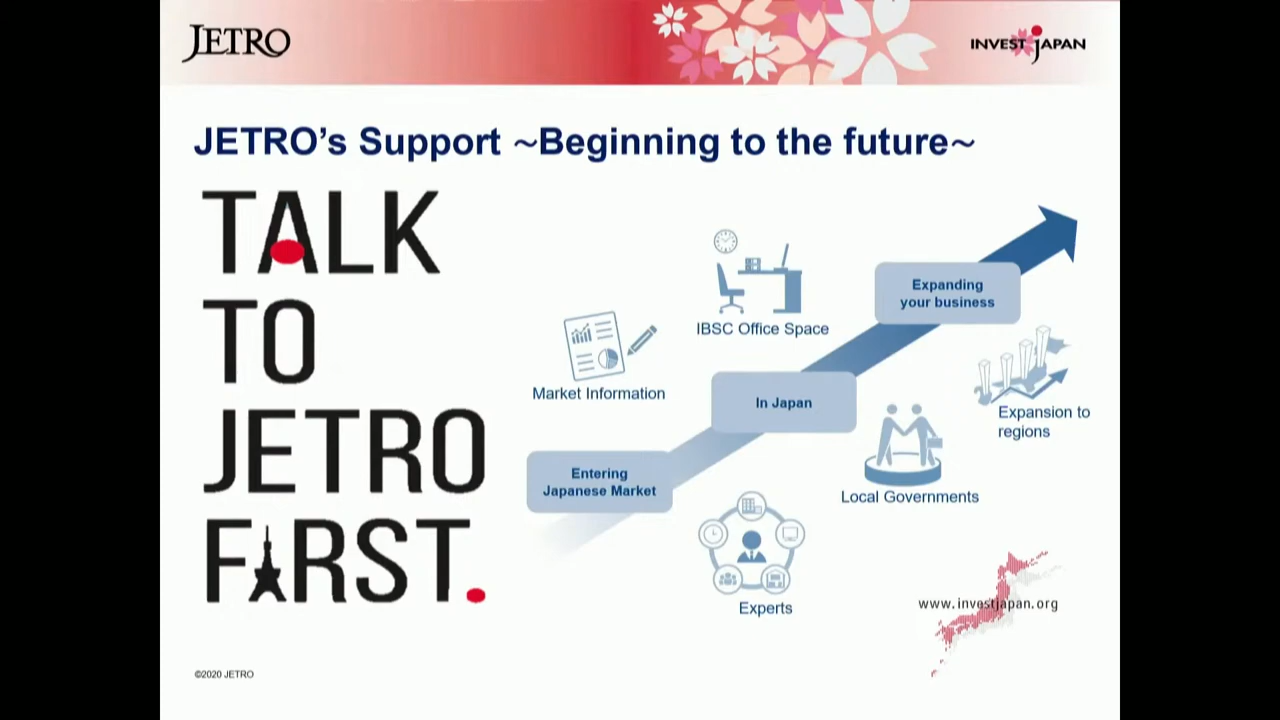 JETRO
INVEST JAPAN
JETRO's Support ~Beginning to the future~
TALK
TO
JETRO
FIRST.
Expanding
your business
IBSC Office Space
Market Information
In Japan
Expansion to
regions
Entering
Japanese Market
Local Governments
Experts
www.investjapan.org
©2020 JETRO